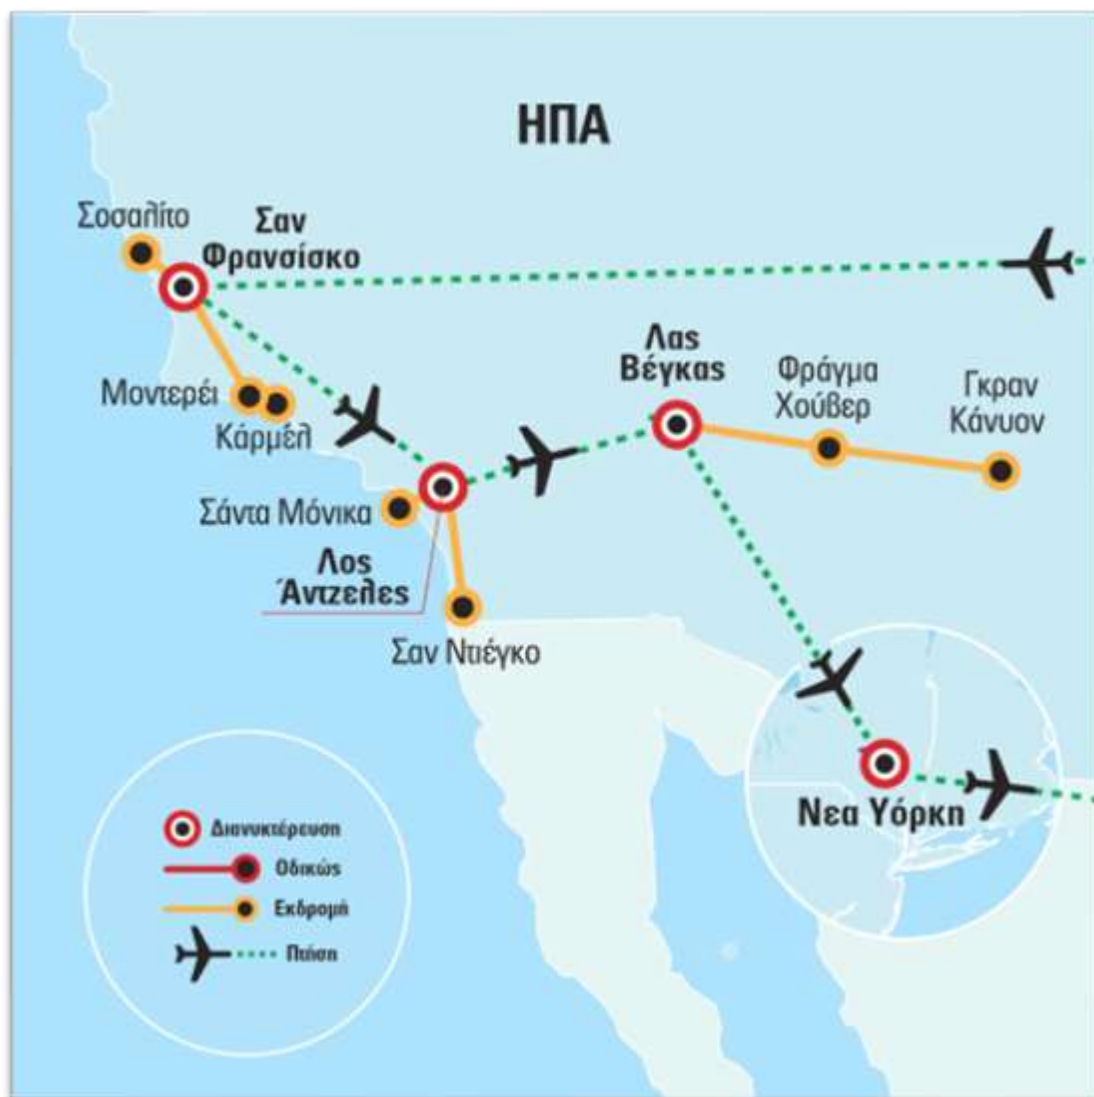 ΗΠΑ
Σοσαλίτο
Σαν
Φρανσίσκο
Λας
Βέγκας
Φράγμα
Χούβερ
Γκραν
Κάνυον
Μοντερέι
Κάρμέλ
Σάντα Μόνικα
Λος
Άντζελες
Σαν Ντιέγκο
Νεα Υόρκη
Διανυκτέρευση
Οδικώς
Εκδρομή
Πτήση